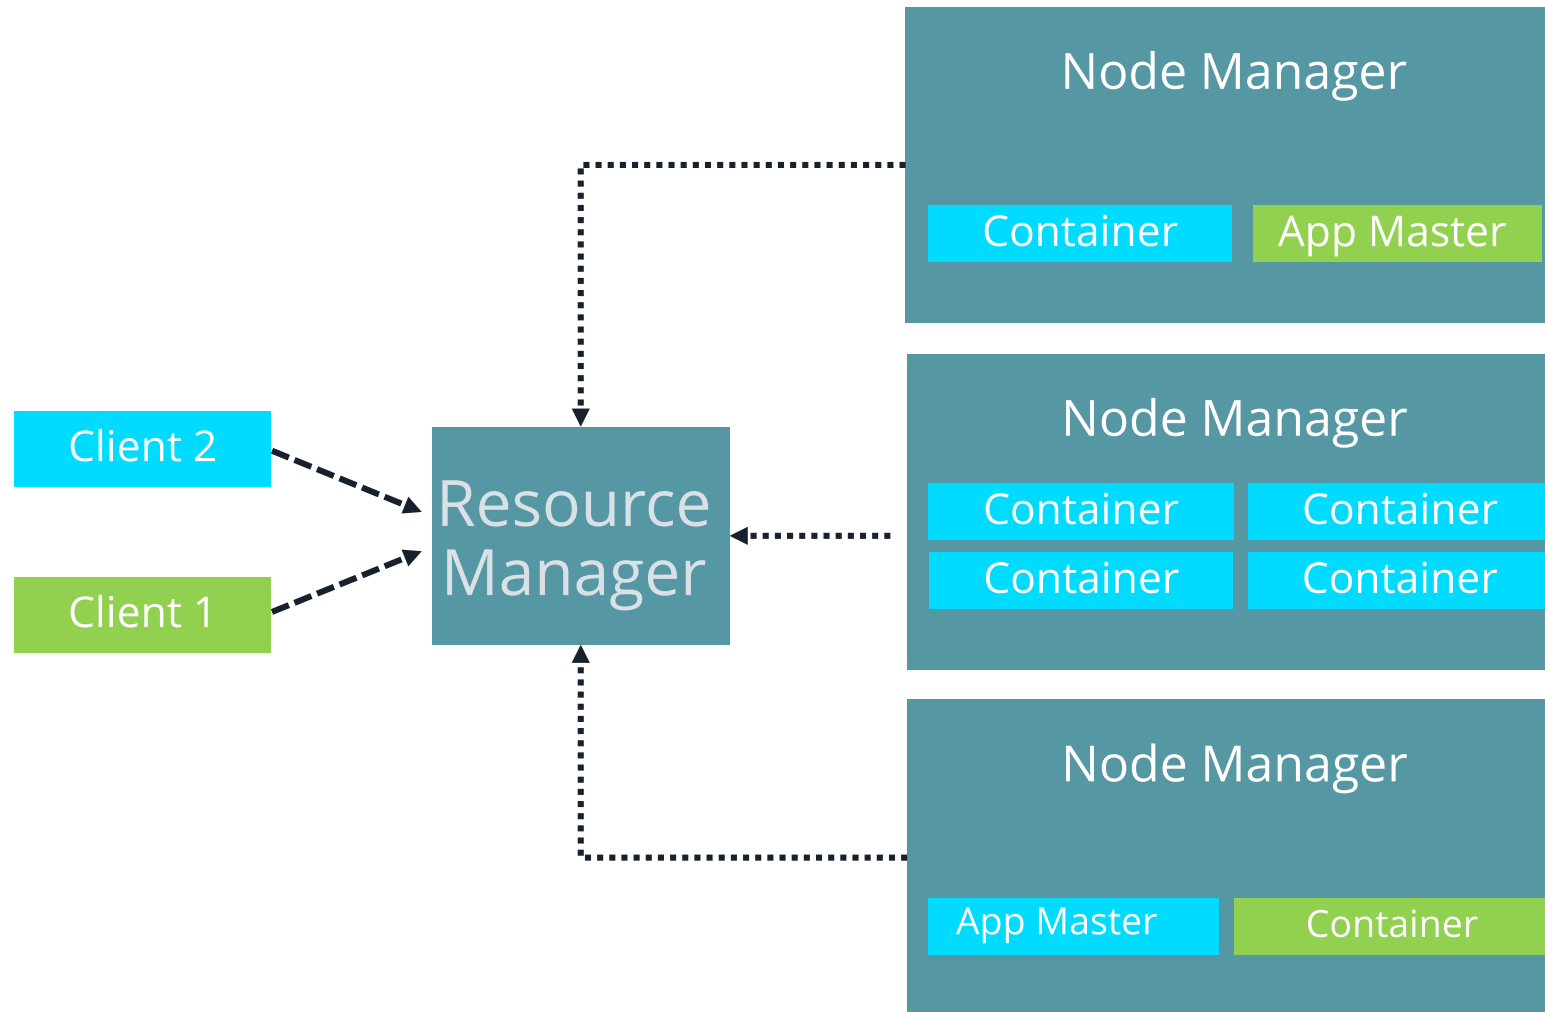 Node Manager
Container
App Master
Client 2
Client 1
Resource
Manager
Node Manager
Container
Container
Container
Container
Node Manager
App Master
Container